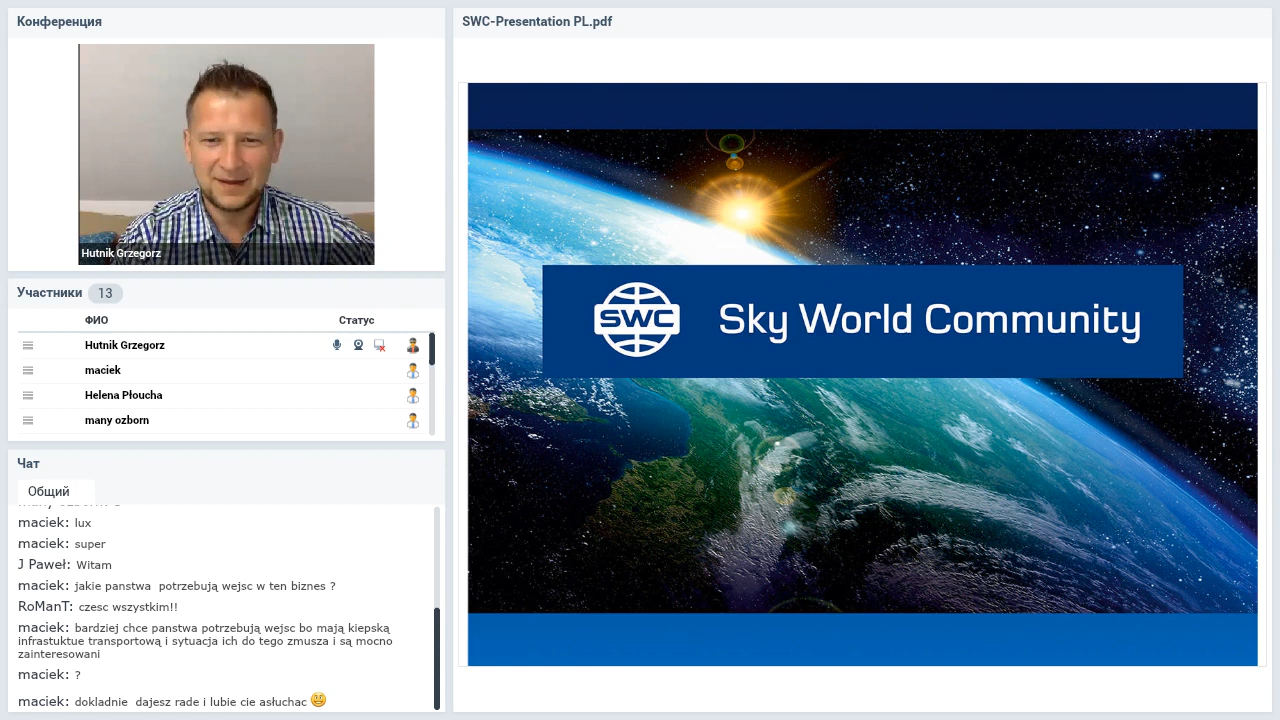 Конференция
Hutnik Grzegorz
Участники 13
ФИО Статус
Hutnik Grzegorz
maciek
Helena Płoucha
many ozborn
Чат
Общий
maciek: lux
maciek: super
J Paweł: Witam
maciek: jakie panstwa potrzebują wejsc w ten biznes ?
RoManT: czesc wszystkim!!
maciek: bardziej chce panstwa potrzebują wejsc bo mają kiepską
infrastuktue transportową i sytuacja ich do tego zmusza i są mocno
zainteresowani
maciek: ?
maciek: dokladnie dajesz rade i lubie cie asłuchac
SWC-Presentation PL.pdf
SWC Sky World Community